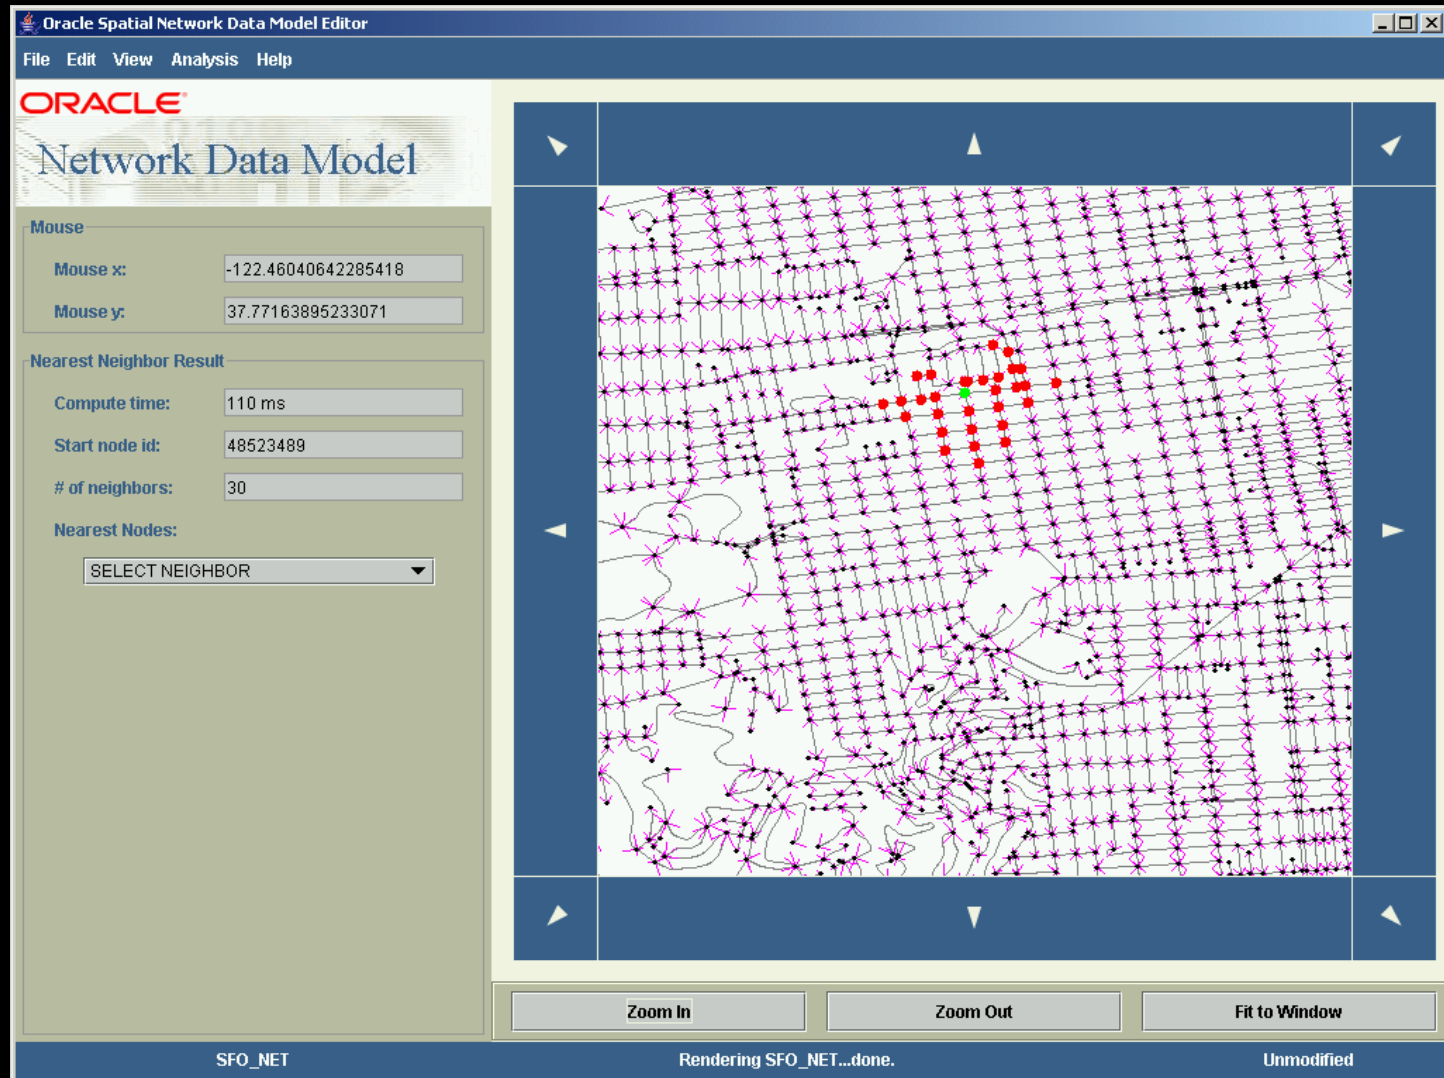 Oracle Spatial Network Data Model Editor
File Edit View Analysis Help
ORACLE
Network Data Model
Mouse
Mouse x: -122.46040642285418
Mouse y: 37.77163895233071
Nearest Neighbor Result
Compute time: 110 ms
Start node id: 48523489
# of neighbors: 30
Nearest Nodes:
SELECT NEIGHBOR
Zoom In Zoom Out Fit to Window
SFO_NET Rendering SFO_NET...done. Unmodified